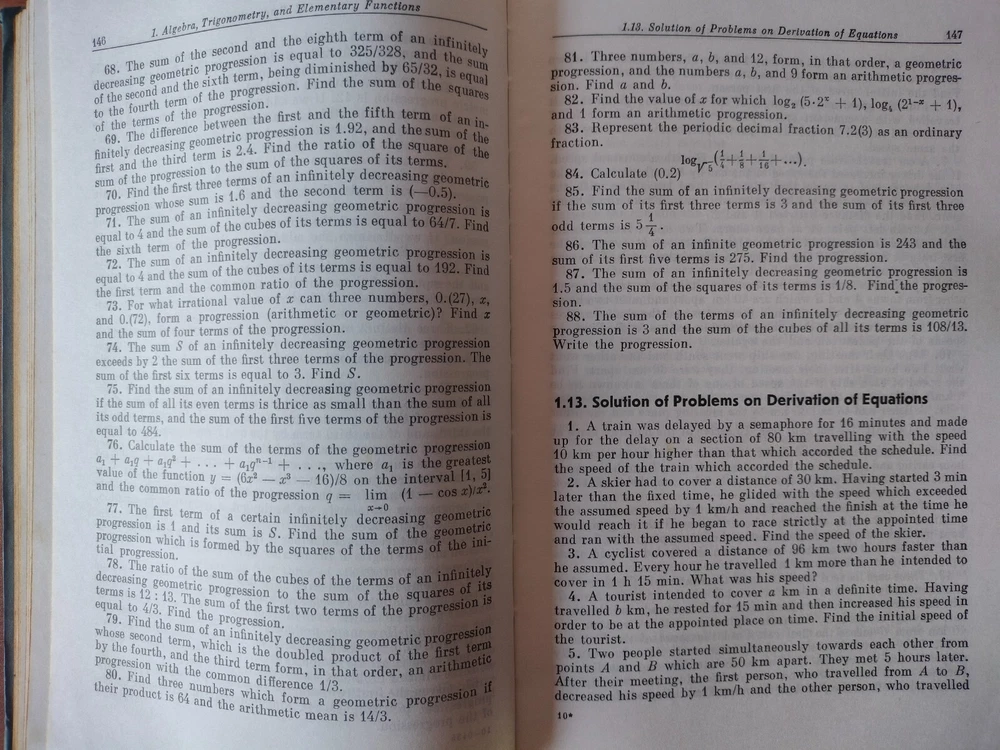 146
I. Algebra, Trigonometry, and Elementary Functions
68. The sum of the second and the eighth term of an infinitely
decreasing geometric progression is equal to 325/328, and the sum
of the second and the sixth term, being diminished by 65/32, is equal
to the fourth term of the progression. Find the sum of the squares
of the terms of the progression.
69. The difference between the first and the fifth term of an in-
finitely decreasing geometric progression is 1.92, and the sum of the
first and the third term is 2.4. Find the ratio of the square of the
sum of the progression to the sum of the squares of its terms.
70. Find the first three terms of an infinitely decreasing geometric
progression whose sum is 1.6 and the second term is (—0.5).
71. The sum of an infinitely decreasing geometric progression is
equal to 4 and the sum of the cubes of its terms is equal to 64/7. Find
the sixth term of the progression.
72. The sum of an infinitely decreasing geometric progression is
equal to 4 and the sum of the cubes of its terms is equal to 192. Find
the first term and the common ratio of the progression.
73. For what irrational value of x can three numbers, 0.(27), x,
and 0.(72), form a progression (arithmetic or geometric)? Find x
and the sum of four terms of the progression.
74. The sum S of an infinitely decreasing geometric progression
exceeds by 2 the sum of the first three terms of the progression. The
sum of the first six terms is equal to 3. Find S.
75. Find the sum of an infinitely decreasing geometric progression
if the sum of all its even terms is thrice as small than the sum of all
its odd terms, and the sum of the first five terms of the progression is
equal to 484.
76. Calculate the sum of the terms of the geometric progression
a₁ + a₁q + a₁q² + . . . + a₁qⁿ⁻¹ + . . ., where a₁ is the greatest
value of the function y = (6x² — x³ — 16)/8 on the interval [1, 5]
and the common ratio of the progression q = lim (1 — cos x)/x².
x→0
77. The first term of a certain infinitely decreasing geometric
progression is 1 and its sum is S. Find the sum of the geometric
progression which is formed by the squares of the terms of the ini-
tial progression.
78. The ratio of the sum of the cubes of the terms of an infinitely
decreasing geometric progression to the sum of the squares of its
terms is 12 : 13. The sum of the first two terms of the progression is
equal to 4/3. Find the progression.
79. Find the sum of an infinitely decreasing geometric progression
whose second term, which is the doubled product of the first term
by the fourth, and the third term form, in that order, an arithmetic
progression with the common difference 1/3.
80. Find three numbers which form a geometric progression if
their product is 64 and the arithmetic mean is 14/3.
1.13. Solution of Problems on Derivation of Equations
147
81. Three numbers, a, b, and 12, form, in that order, a geometric
progression, and the numbers a, b, and 9 form an arithmetic progres-
sion. Find a and b.
82. Find the value of x for which log₂ (5·2ˣ + 1), log₄ (2¹⁻ˣ + 1),
and 1 form an arithmetic progression.
83. Represent the periodic decimal fraction 7.2(3) as an ordinary
fraction.
84. Calculate (0.2)^(log_√5(1/4+1/8+1/16+...)).
85. Find the sum of an infinitely decreasing geometric progression
if the sum of its first three terms is 3 and the sum of its first three
odd terms is 5 1/4.
86. The sum of an infinite geometric progression is 243 and the
sum of its first five terms is 275. Find the progression.
87. The sum of an infinitely decreasing geometric progression is
1.5 and the sum of the squares of its terms is 1/8. Find the progres-
sion.
88. The sum of the terms of an infinitely decreasing geometric
progression is 3 and the sum of the cubes of all its terms is 108/13.
Write the progression.
1.13. Solution of Problems on Derivation of Equations
1. A train was delayed by a semaphore for 16 minutes and made
up for the delay on a section of 80 km travelling with the speed
10 km per hour higher than that which accorded the schedule. Find
the speed of the train which accorded the schedule.
2. A skier had to cover a distance of 30 km. Having started 3 min
later than the fixed time, he glided with the speed which exceeded
the assumed speed by 1 km/h and reached the finish at the time he
would reach it if he began to race strictly at the appointed time
and ran with the assumed speed. Find the speed of the skier.
3. A cyclist covered a distance of 96 km two hours faster than
he assumed. Every hour he travelled 1 km more than he intended to
cover in 1 h 15 min. What was his speed?
4. A tourist intended to cover a km in a definite time. Having
travelled b km, he rested for 15 min and then increased his speed in
order to be at the appointed place on time. Find the initial speed of
the tourist.
5. Two people started simultaneously towards each other from
points A and B which are 50 km apart. They met 5 hours later.
After their meeting, the first person, who travelled from A to B,
decreased his speed by 1 km/h and the other person, who travelled
10*